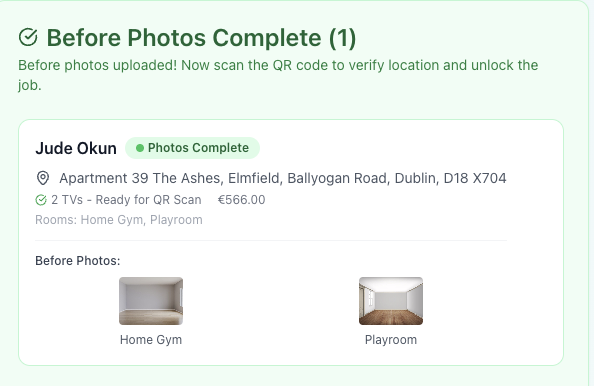 Before Photos Complete (1)
Before photos uploaded! Now scan the QR code to verify location and unlock the
job.
Jude Okun Photos Complete
Apartment 39 The Ashes, Elmfield, Ballyogan Road, Dublin, D18 X704
2 TVs - Ready for QR Scan €566.00
Rooms: Home Gym, Playroom
Before Photos:
Home Gym Playroom